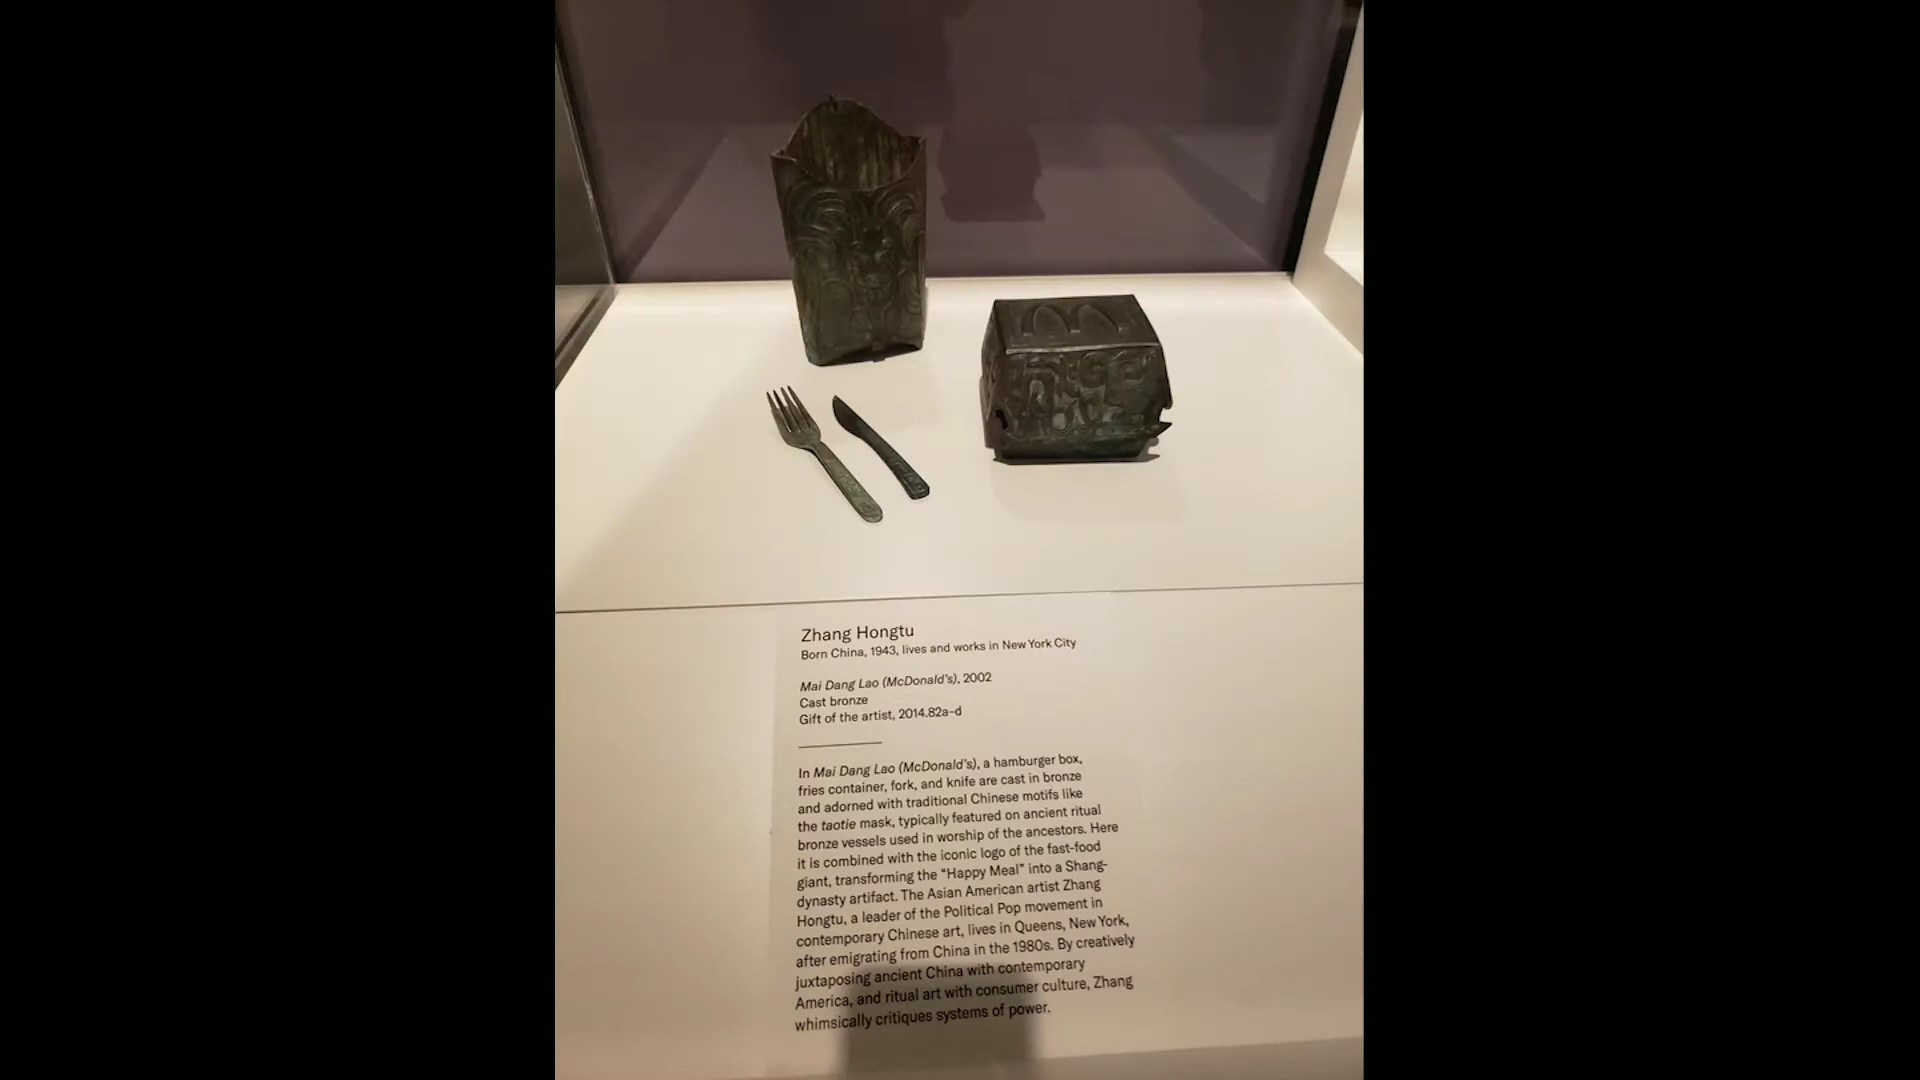 Zhang Hongtu
Born China, 1943, lives and works in New York City
Mai Dang Lao (McDonald's), 2002
Cast bronze
Gift of the artist, 2014.82a–d
In Mai Dang Lao (McDonald's), a hamburger box,
fries container, fork, and knife are cast in bronze
and adorned with traditional Chinese motifs like
the taotie mask, typically featured on ancient ritual
bronze vessels used in worship of the ancestors. Here
it is combined with the iconic logo of the fast-food
giant, transforming the “Happy Meal” into a Shang-
dynasty artifact. The Asian American artist Zhang
Hongtu, a leader of the Political Pop movement in
contemporary Chinese art, lives in Queens, New York,
after emigrating from China in the 1980s. By creatively
juxtaposing ancient China with contemporary
America, and ritual art with consumer culture, Zhang
whimsically critiques systems of power.